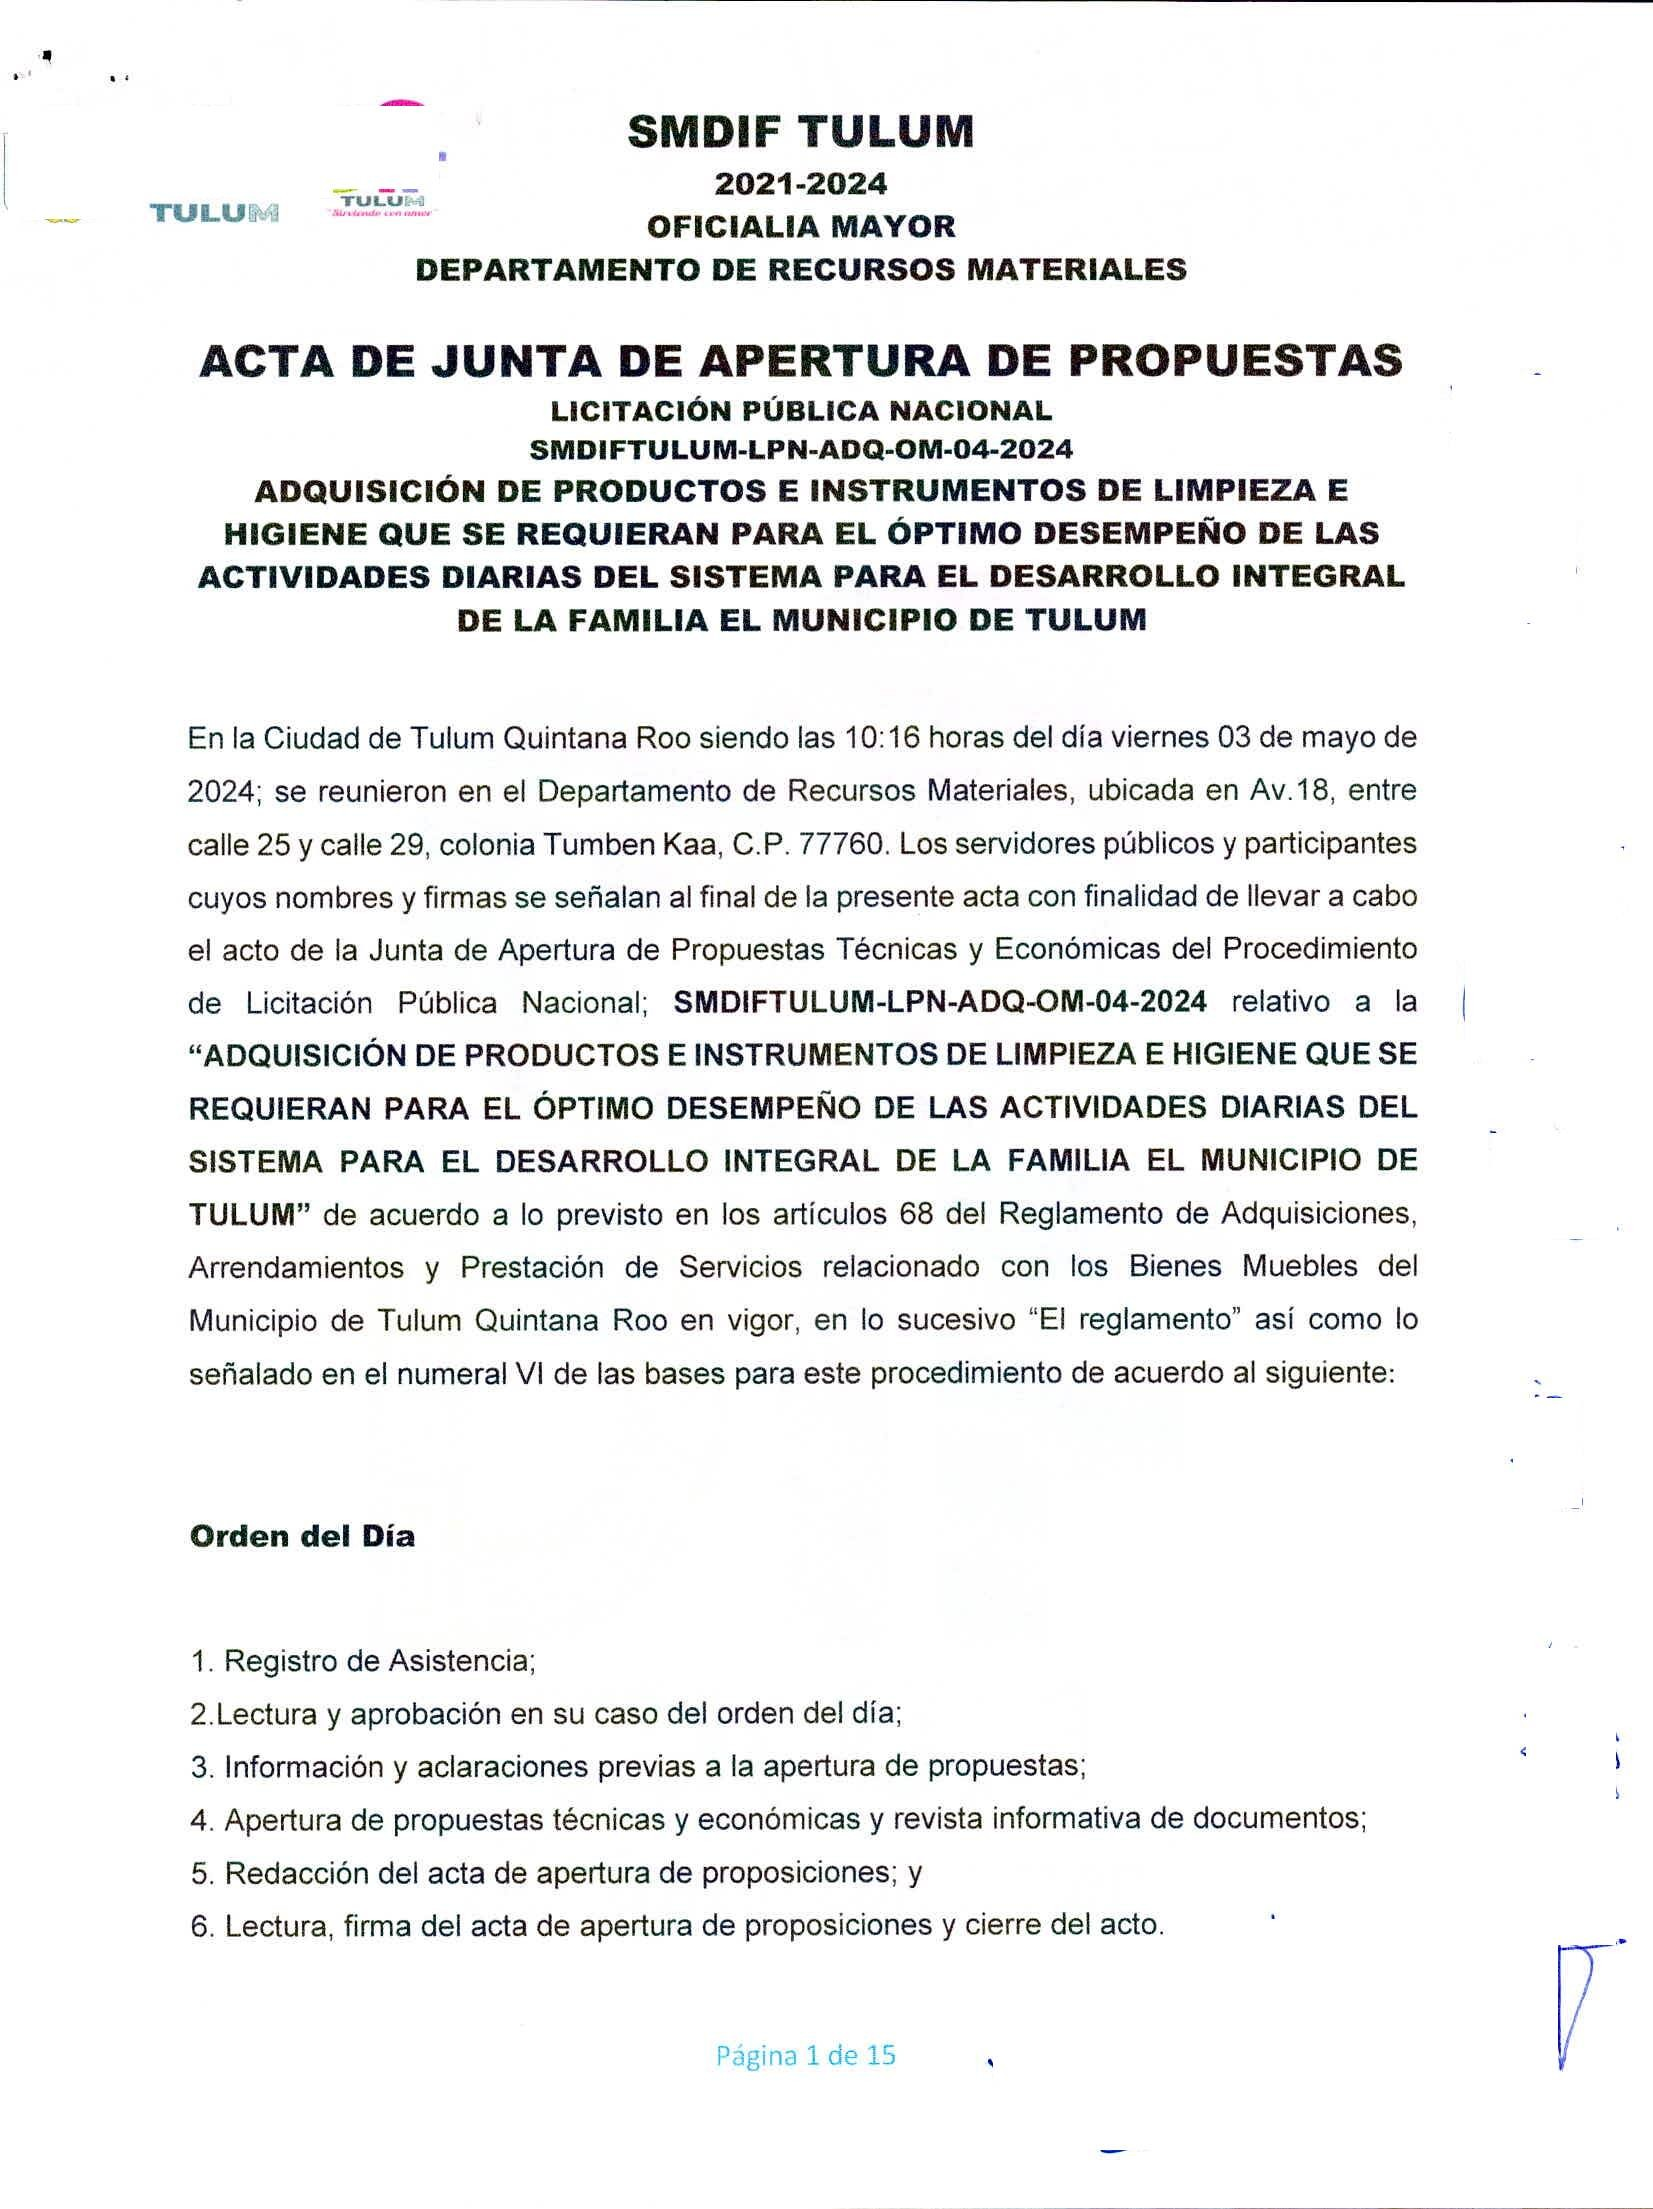 SMDIF TULUM
2021-2024
OFICIALIA MAYOR
DEPARTAMENTO DE RECURSOS MATERIALES
TULUM
TULUM
"Sirviendo con amor"
ACTA DE JUNTA DE APERTURA DE PROPUESTAS
LICITACIÓN PÚBLICA NACIONAL
SMDIFTULUM-LPN-ADQ-OM-04-2024
ADQUISICIÓN DE PRODUCTOS E INSTRUMENTOS DE LIMPIEZA E
HIGIENE QUE SE REQUIERAN PARA EL ÓPTIMO DESEMPEÑO DE LAS
ACTIVIDADES DIARIAS DEL SISTEMA PARA EL DESARROLLO INTEGRAL
DE LA FAMILIA EL MUNICIPIO DE TULUM
En la Ciudad de Tulum Quintana Roo siendo las 10:16 horas del día viernes 03 de mayo de
2024; se reunieron en el Departamento de Recursos Materiales, ubicada en Av.18, entre
calle 25 y calle 29, colonia Tumben Kaa, C.P. 77760. Los servidores públicos y participantes
cuyos nombres y firmas se señalan al final de la presente acta con finalidad de llevar a cabo
el acto de la Junta de Apertura de Propuestas Técnicas y Económicas del Procedimiento
de Licitación Pública Nacional; SMDIFTULUM-LPN-ADQ-OM-04-2024 relativo a la
“ADQUISICIÓN DE PRODUCTOS E INSTRUMENTOS DE LIMPIEZA E HIGIENE QUE SE
REQUIERAN PARA EL ÓPTIMO DESEMPEÑO DE LAS ACTIVIDADES DIARIAS DEL
SISTEMA PARA EL DESARROLLO INTEGRAL DE LA FAMILIA EL MUNICIPIO DE
TULUM” de acuerdo a lo previsto en los artículos 68 del Reglamento de Adquisiciones,
Arrendamientos y Prestación de Servicios relacionado con los Bienes Muebles del
Municipio de Tulum Quintana Roo en vigor, en lo sucesivo “El reglamento” así como lo
señalado en el numeral VI de las bases para este procedimiento de acuerdo al siguiente:
Orden del Día
1. Registro de Asistencia;
2.Lectura y aprobación en su caso del orden del día;
3. Información y aclaraciones previas a la apertura de propuestas;
4. Apertura de propuestas técnicas y económicas y revista informativa de documentos;
5. Redacción del acta de apertura de proposiciones; y
6. Lectura, firma del acta de apertura de proposiciones y cierre del acto.
Página 1 de 15